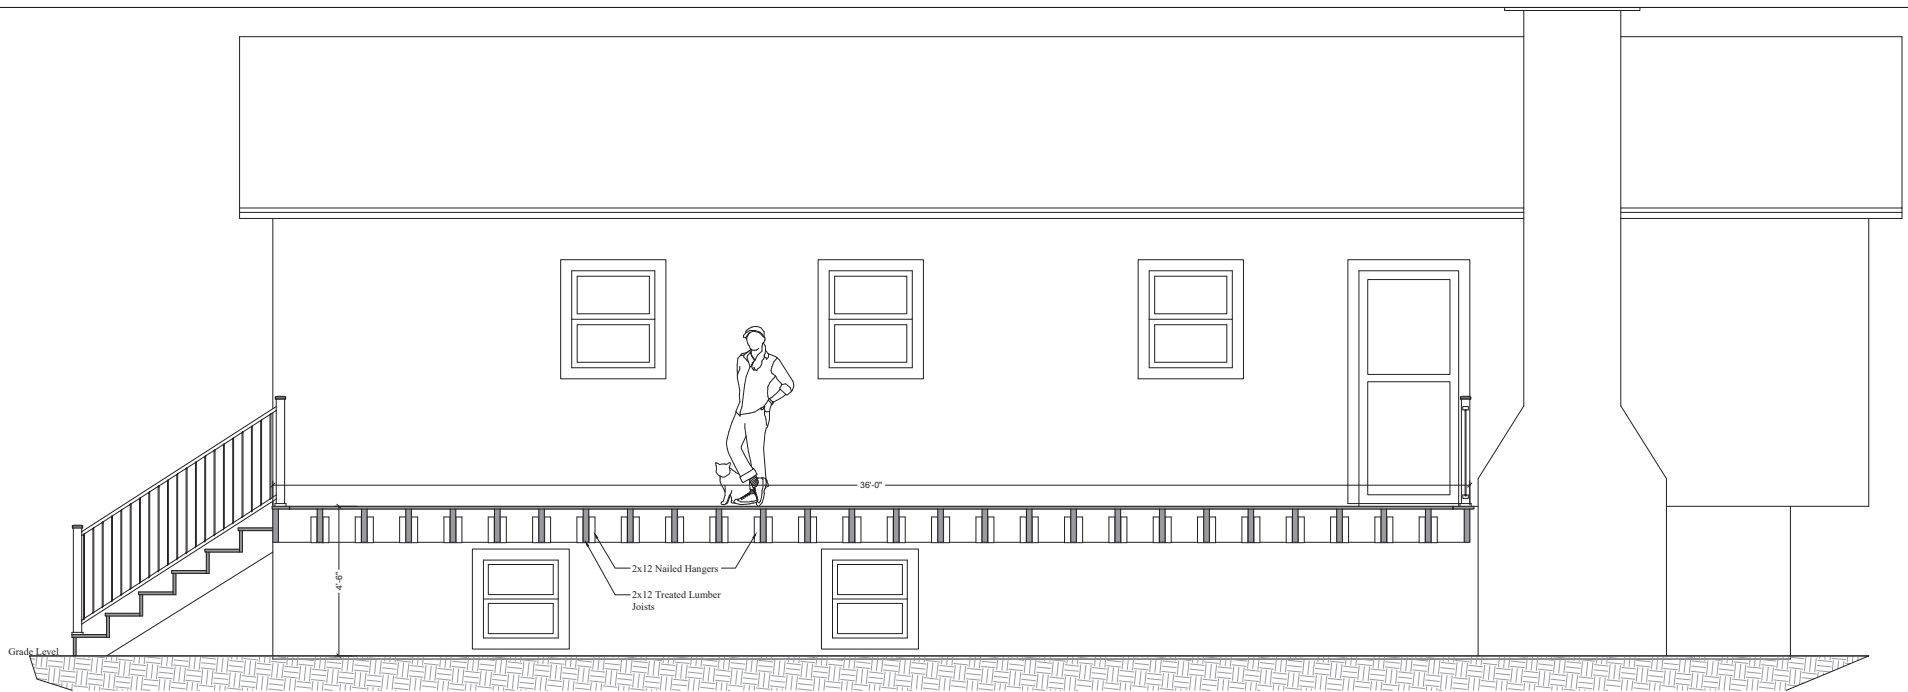 36'-0"
4'-6"
2x12 Nailed Hangers
2x12 Treated Lumber
Joists
Grade Level